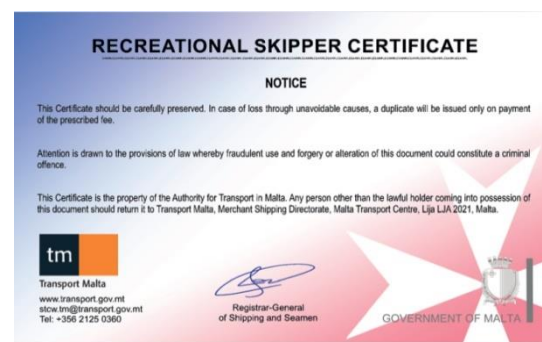 RECREATIONAL SKIPPER CERTIFICATE
NOTICE
This Certificate should be carefully preserved. In case of loss through unavoidable causes, a duplicate will be issued only on payment
of the prescribed fee.
Attention is drawn to the provisions of law whereby fraudulent use and forgery or alteration of this document could constitute a criminal
offence.
This Certificate is the property of the Authority for Transport in Malta. Any person other than the lawful holder coming into possession of
this document should return it to Transport Malta, Merchant Shipping Directorate, Malta Transport Centre, Lija LJA 2021, Malta.
tm
Transport Malta
www.transport.gov.mt
stcw.tm@transport.gov.mt
Tel: +356 2125 0360
Registrar-General
of Shipping and Seamen
GOVERNMENT OF MALTA